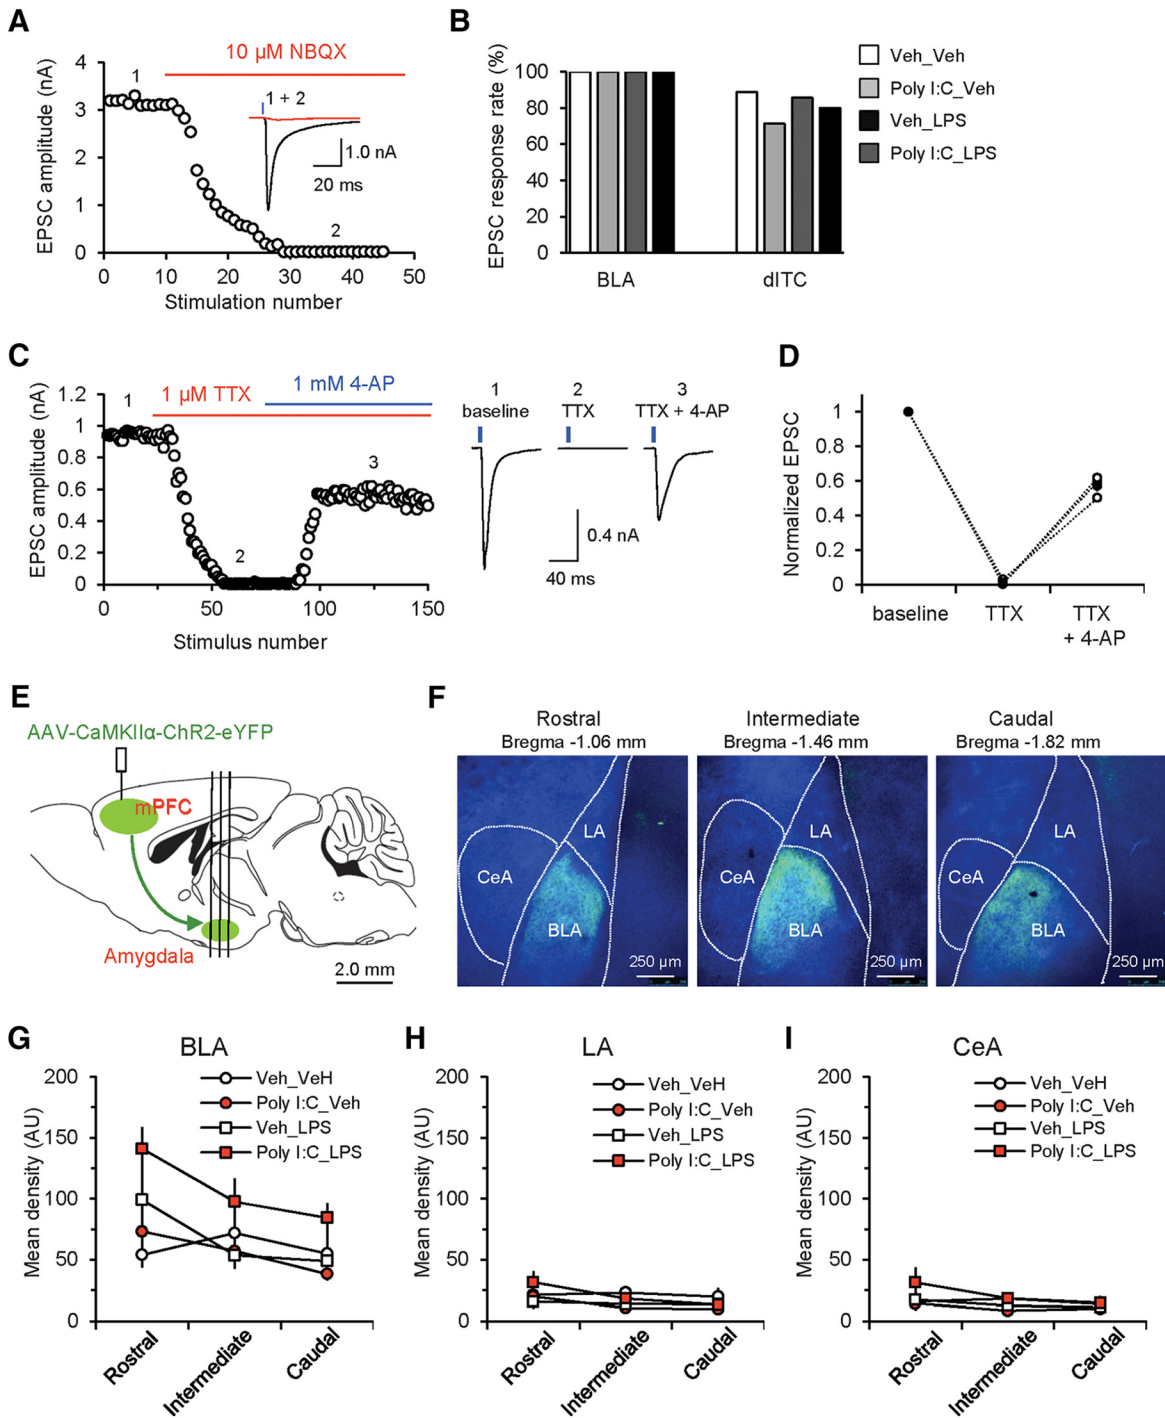 A
10 µM NBQX
EPSC amplitude (nA)
4
3
2
1
0
1
1 + 2
1.0 nA
20 ms
2
0 10 20 30 40 50
Stimulation number
B
EPSC response rate (%)
100
80
60
40
20
0
BLA dITC
Veh_Veh
Poly I:C_Veh
Veh_LPS
Poly I:C_LPS
C
EPSC amplitude (nA)
1.2
1
0.8
0.6
0.4
0.2
0
1 µM TTX
1 mM 4-AP
1
2
3
0 50 100 150
Stimulus number
1 2 3
baseline TTX TTX + 4-AP
0.4 nA
40 ms
D
Normalized EPSC
1
0.8
0.6
0.4
0.2
0
baseline TTX TTX
+ 4-AP
E
AAV-CaMKIIα-ChR2-eYFP
mPFC
Amygdala
2.0 mm
F
Rostral Intermediate Caudal
Bregma -1.06 mm Bregma -1.46 mm Bregma -1.82 mm
LA
CeA
BLA
250 µm
LA
CeA
BLA
250 µm
LA
CeA
BLA
250 µm
G
BLA
Mean density (AU)
200
150
100
50
0
Veh_VeH
Poly I:C_Veh
Veh_LPS
Poly I:C_LPS
Rostral Intermediate Caudal
H
LA
Mean density (AU)
200
150
100
50
0
Veh_VeH
Poly I:C_Veh
Veh_LPS
Poly I:C_LPS
Rostral Intermediate Caudal
I
CeA
Mean density (AU)
200
150
100
50
0
Veh_VeH
Poly I:C_Veh
Veh_LPS
Poly I:C_LPS
Rostral Intermediate Caudal